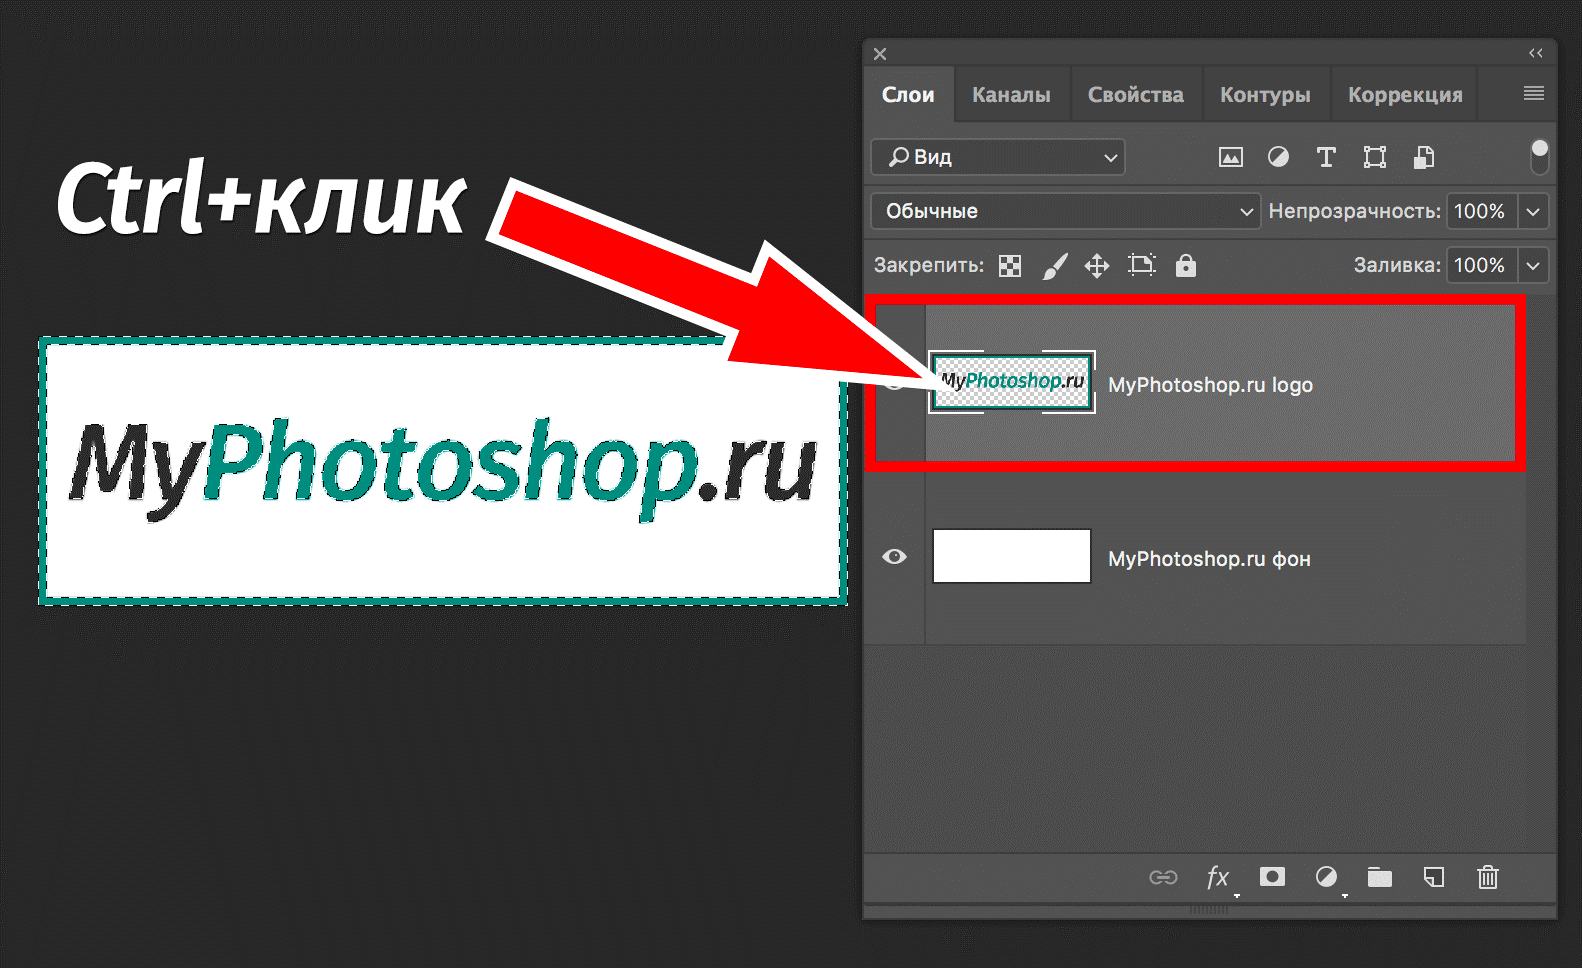 Слои Каналы Свойства Контуры Коррекция
Вид
Обычные Непрозрачность: 100%
Закрепить: Заливка: 100%
Ctrl+клик
MyPhotoshop.ru
MyPhotoshop.ru MyPhotoshop.ru logo
MyPhotoshop.ru фон
fx